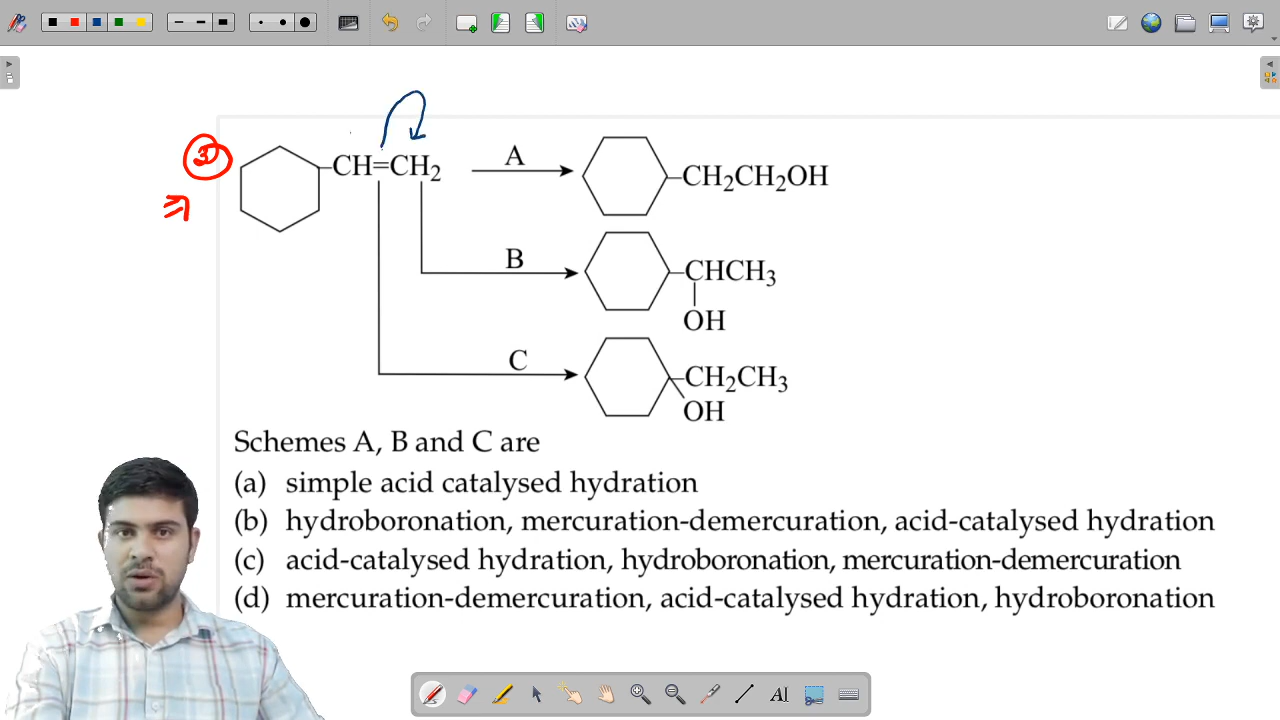 3
CH=CH₂
A
CH₂CH₂OH
B
CHCH₃
OH
C
CH₂CH₃
OH
Schemes A, B and C are
(a) simple acid catalysed hydration
(b) hydroboronation, mercuration-demercuration, acid-catalysed hydration
(c) acid-catalysed hydration, hydroboronation, mercuration-demercuration
(d) mercuration-demercuration, acid-catalysed hydration, hydroboronation
AI